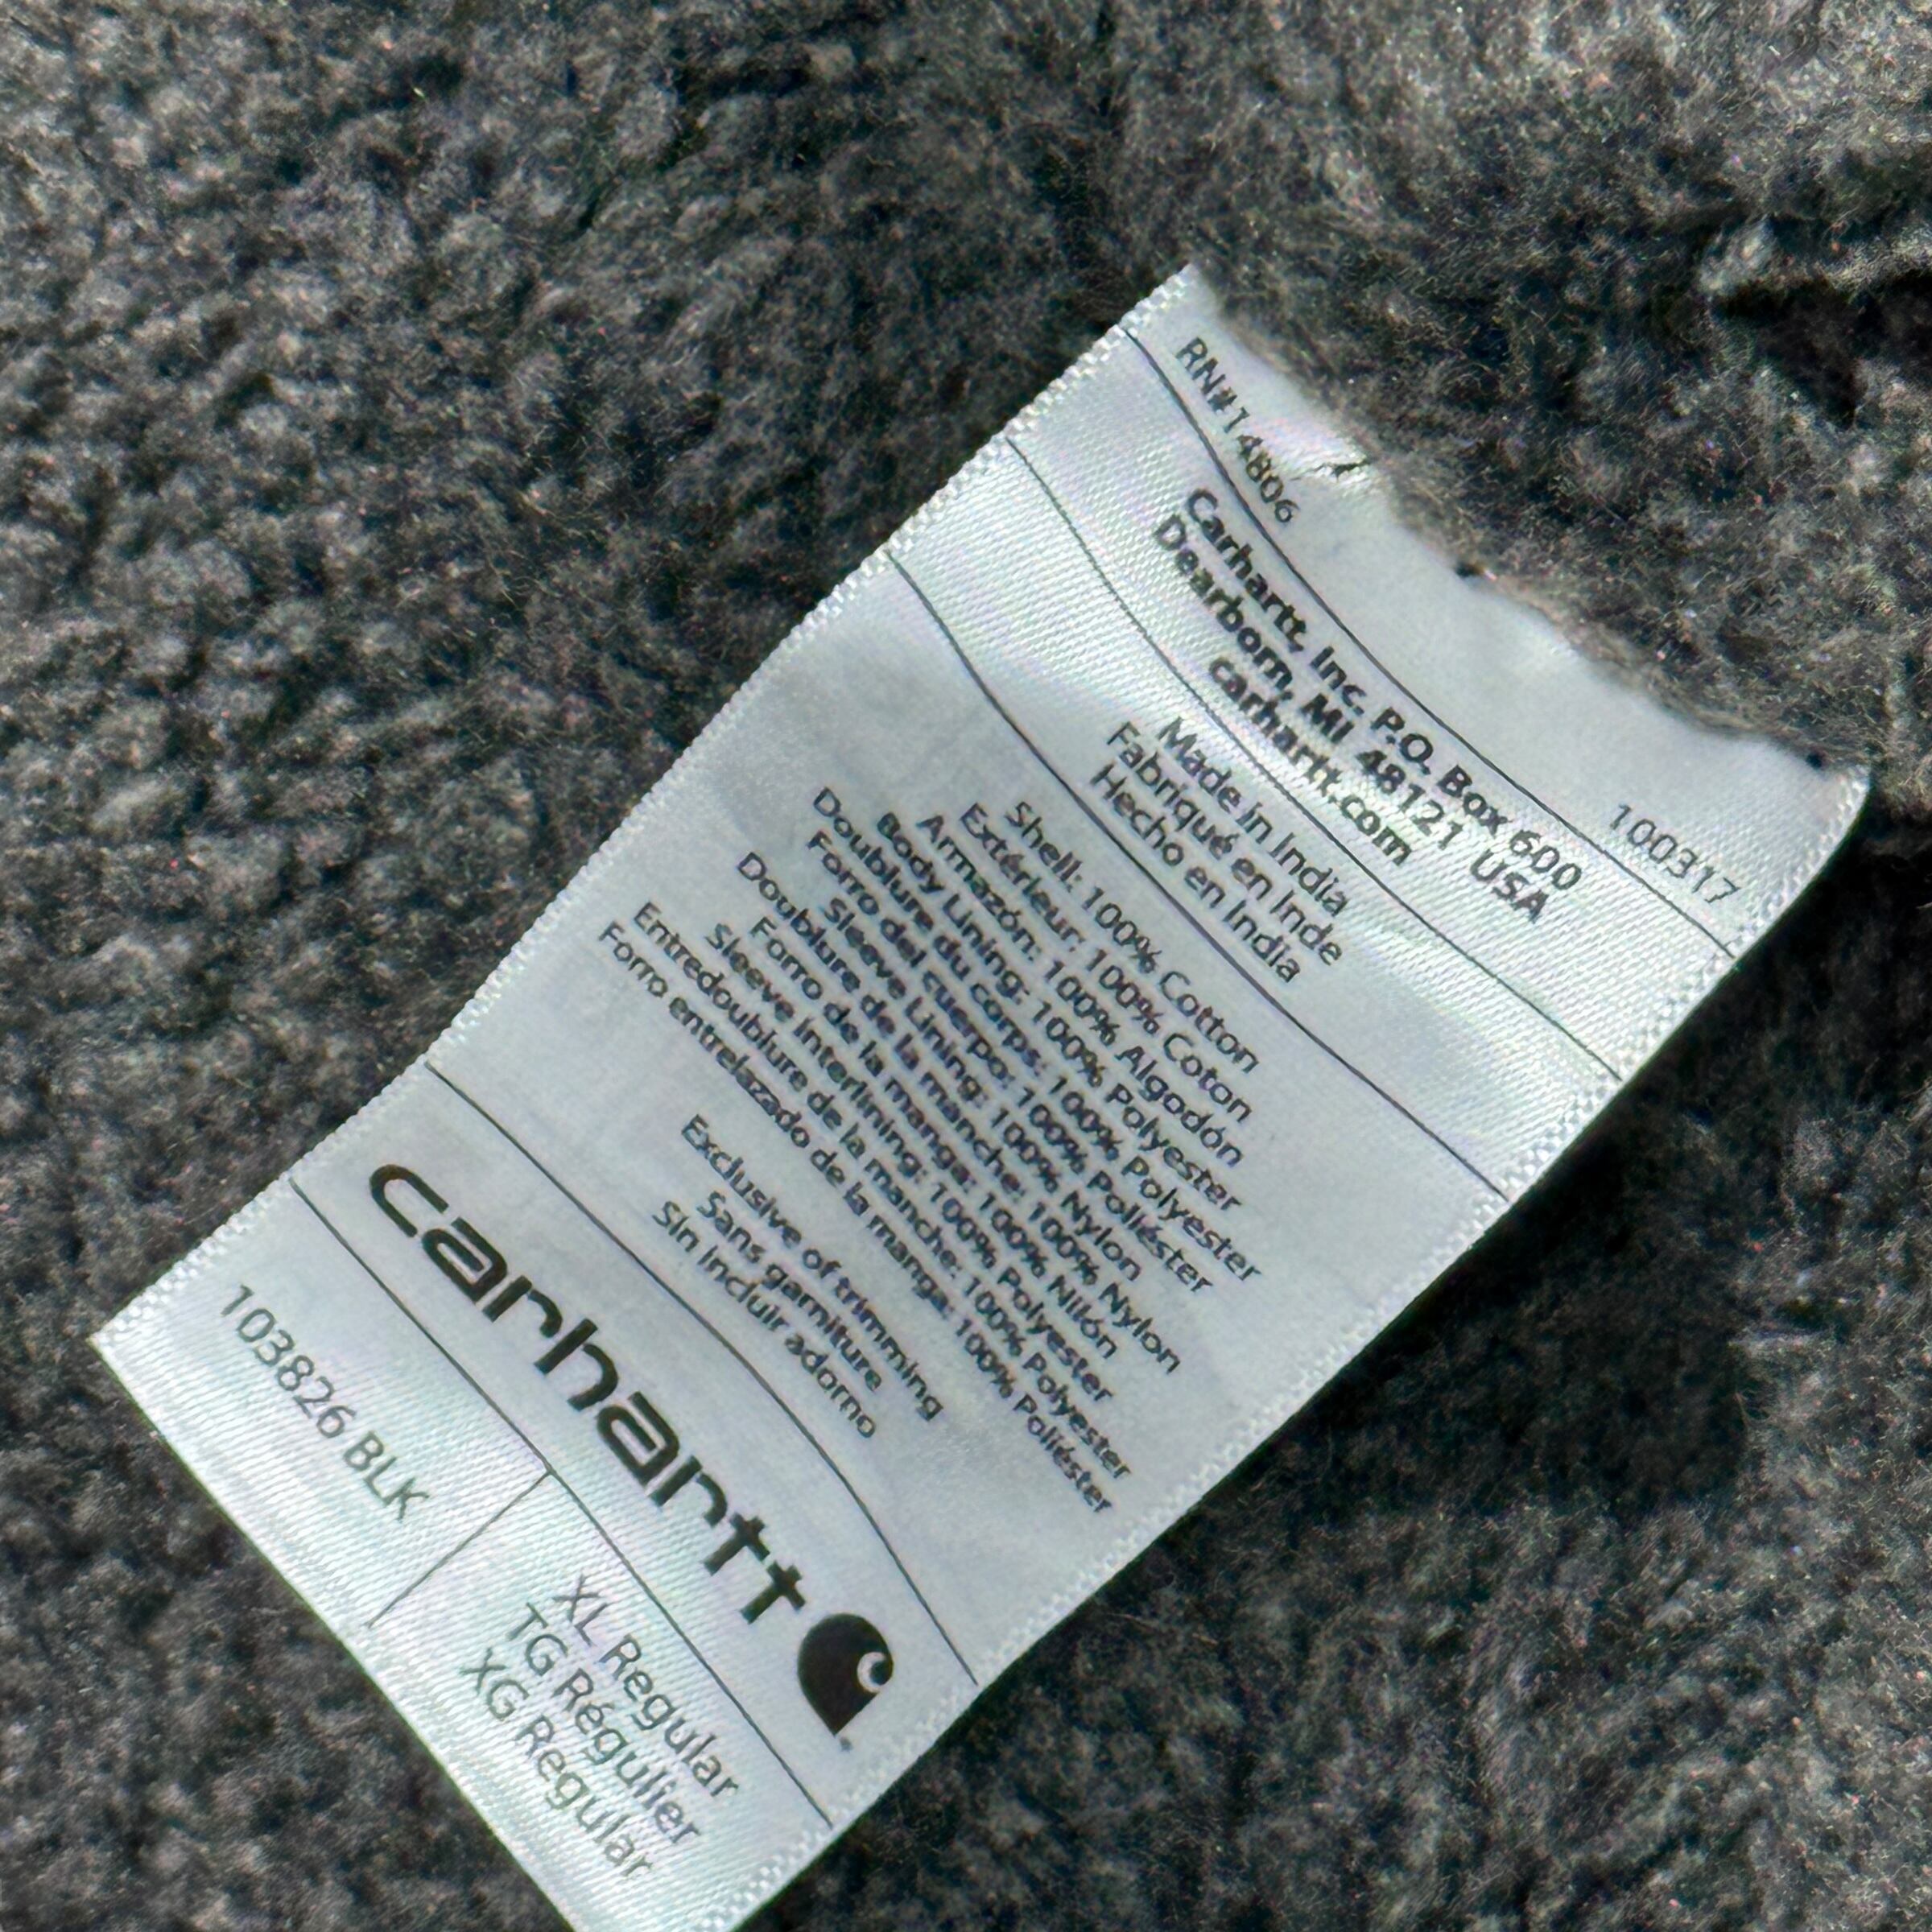 RN# 14806
100317
Carhartt, Inc. P.O. Box 600
Dearborn, MI 48121 USA
carhartt.com
Made in India
Fabriqué en Inde
Hecho en India
Shell: 100% Cotton
Extérieur: 100% Coton
Armazón: 100% Algodón
Body Lining: 100% Polyester
Doublure du corps: 100% Polyester
Forro del cuerpo: 100% Poliéster
Sleeve Lining: 100% Nylon
Doublure de la manche: 100% Nylon
Forro de la manga: 100% Nilón
Sleeve Interlining: 100% Polyester
Entredoublure de la manche: 100% Polyester
Forro entrelazado de la manga: 100% Poliéster
Exclusive of trimming
Sans garniture
Sin incluir adorno
carhartt
103826 BLK
XL Regular
TG Régulier
XG Regular